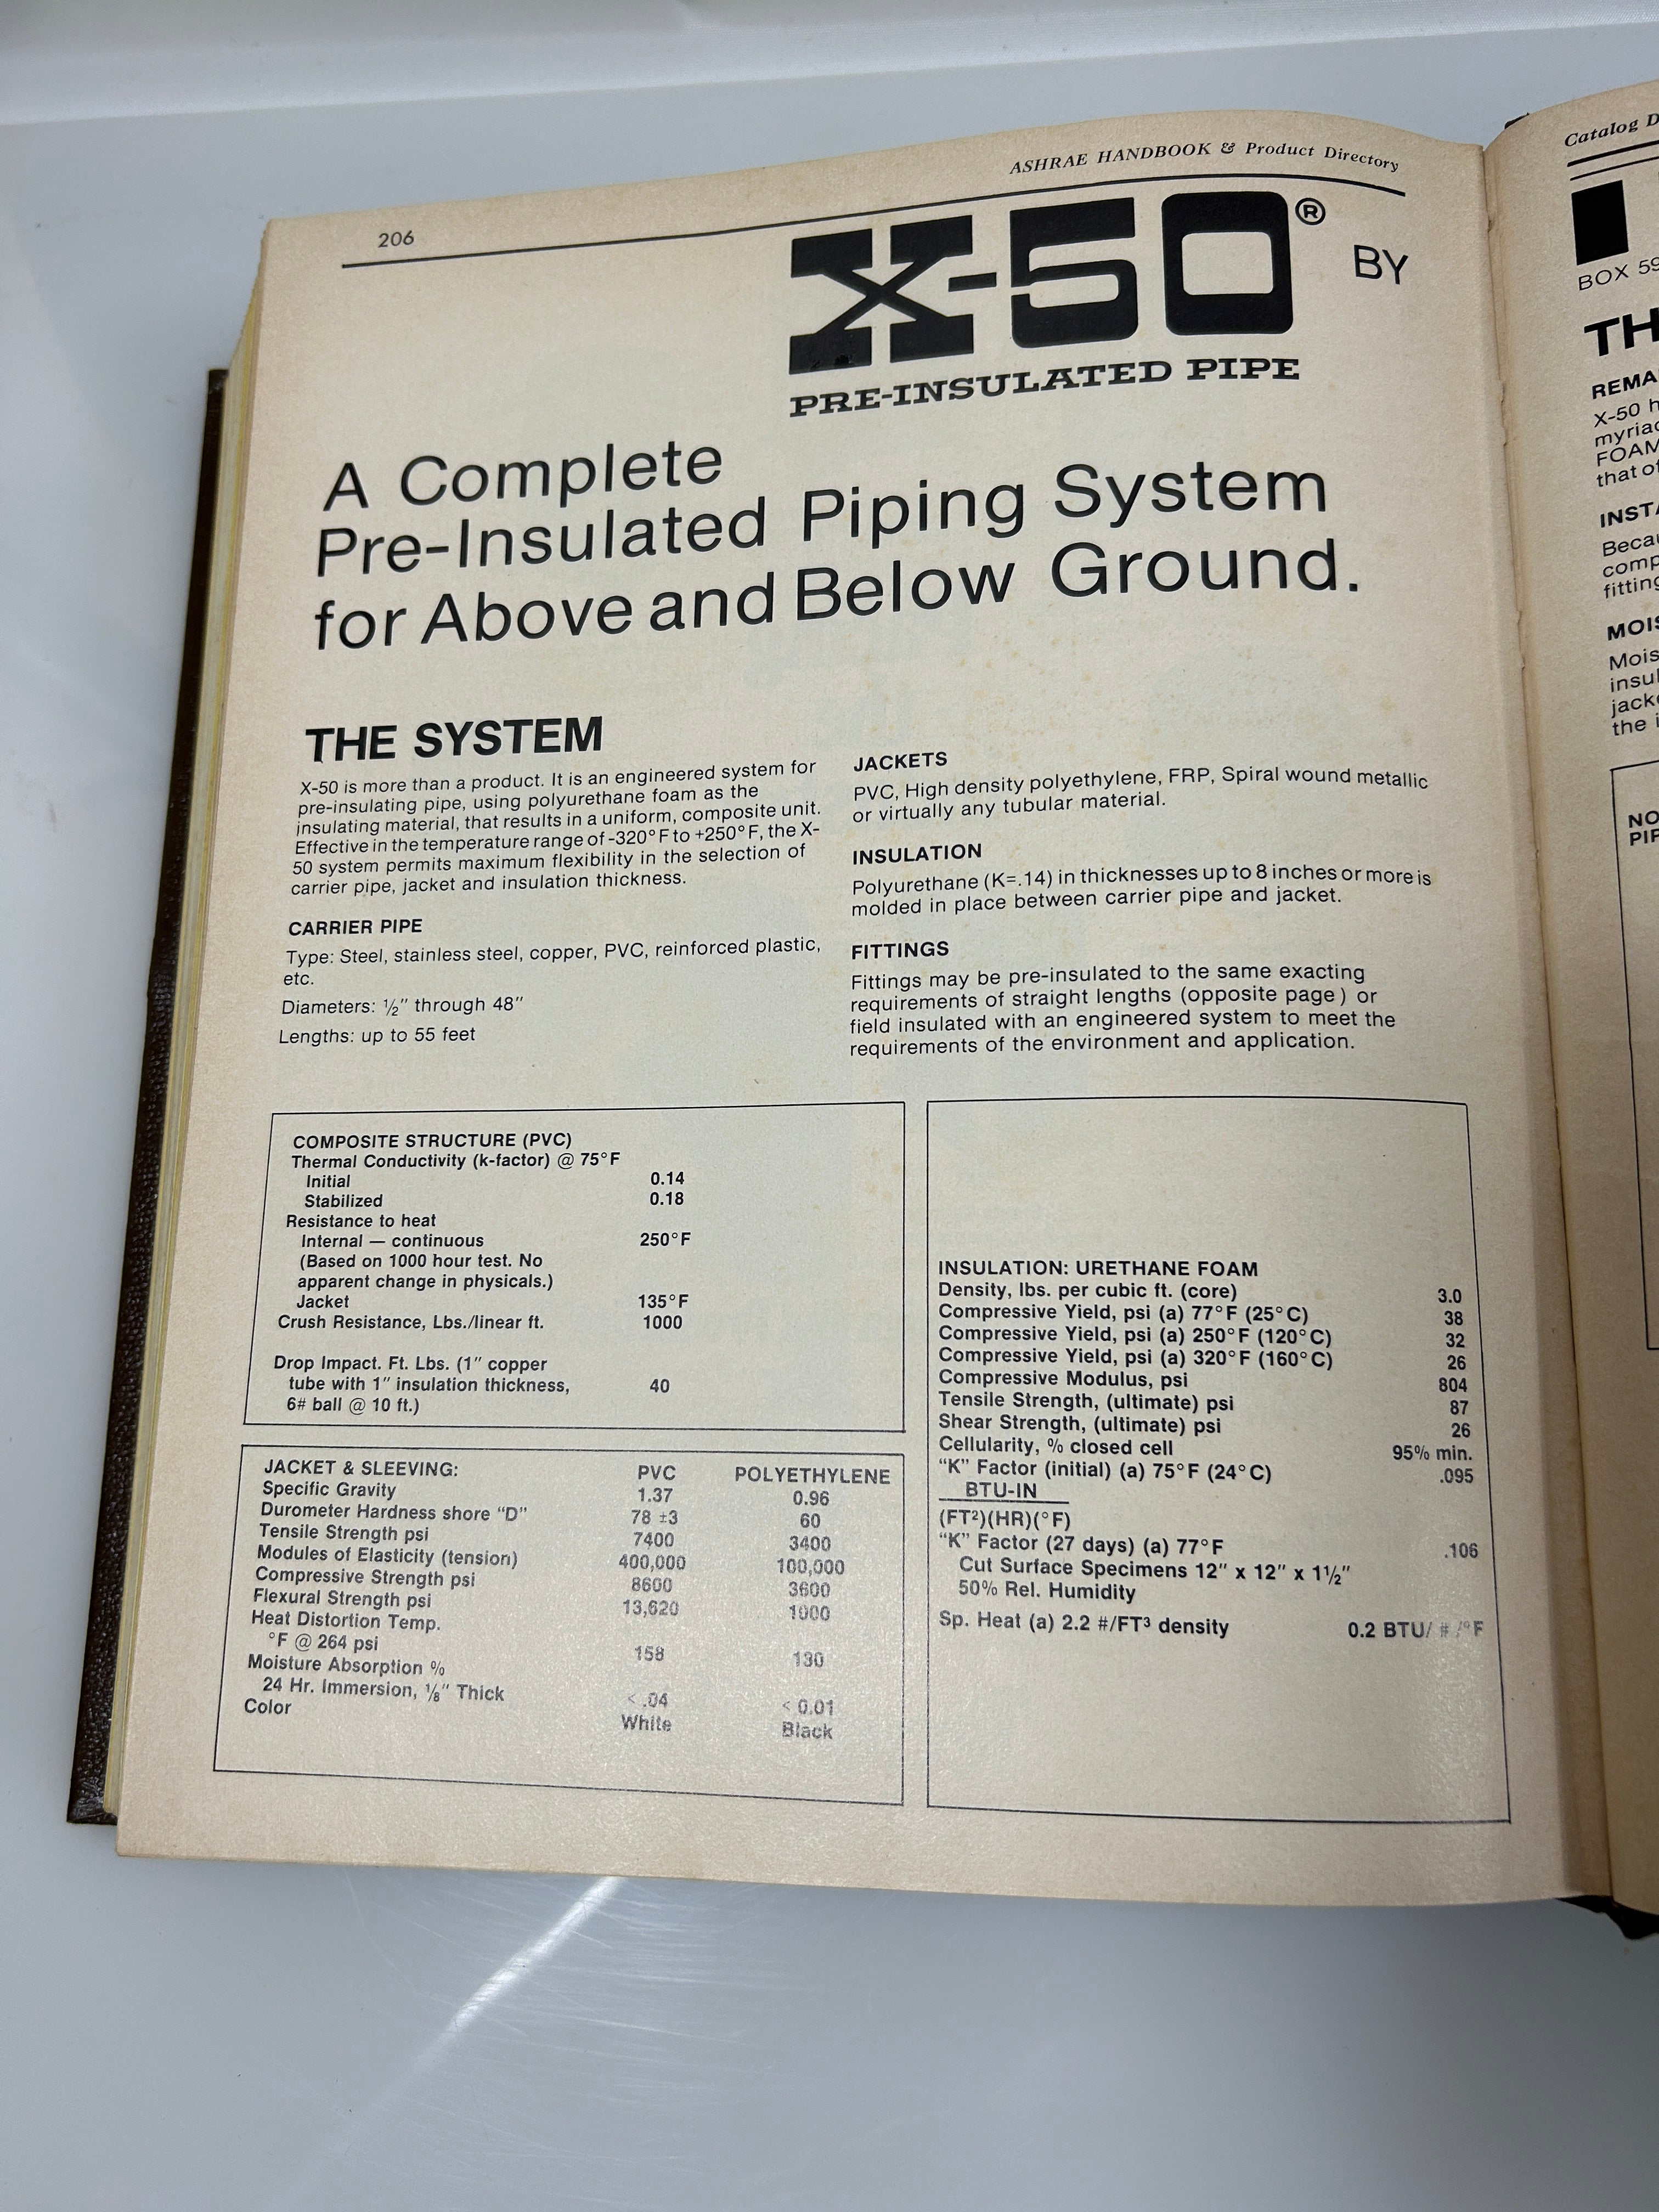 206
ASHRAE HANDBOOK & Product Directory
X-50® BY
PRE-INSULATED PIPE
A Complete
Pre-Insulated Piping System
for Above and Below Ground.
THE SYSTEM
X-50 is more than a product. It is an engineered system for
pre-insulating pipe, using polyurethane foam as the
insulating material, that results in a uniform, composite unit.
Effective in the temperature range of -320°F to +250°F, the X-
50 system permits maximum flexibility in the selection of
carrier pipe, jacket and insulation thickness.
CARRIER PIPE
Type: Steel, stainless steel, copper, PVC, reinforced plastic,
etc.
Diameters: ½″ through 48″
Lengths: up to 55 feet
JACKETS
PVC, High density polyethylene, FRP, Spiral wound metallic
or virtually any tubular material.
INSULATION
Polyurethane (K=.14) in thicknesses up to 8 inches or more is
molded in place between carrier pipe and jacket.
FITTINGS
Fittings may be pre-insulated to the same exacting
requirements of straight lengths (opposite page) or
field insulated with an engineered system to meet the
requirements of the environment and application.
COMPOSITE STRUCTURE (PVC)
Thermal Conductivity (k-factor) @ 75°F
Initial 0.14
Stabilized 0.18
Resistance to heat
Internal — continuous 250°F
(Based on 1000 hour test. No
apparent change in physicals.)
Jacket 135°F
Crush Resistance, Lbs./linear ft. 1000
Drop Impact. Ft. Lbs. (1″ copper
tube with 1″ insulation thickness, 40
6# ball @ 10 ft.)
JACKET & SLEEVING: PVC POLYETHYLENE
Specific Gravity 1.37 0.96
Durometer Hardness shore "D" 78 ±3 60
Tensile Strength psi 7400 3400
Modules of Elasticity (tension) 400,000 100,000
Compressive Strength psi 8600 3600
Flexural Strength psi 13,620 1000
Heat Distortion Temp.
°F @ 264 psi 158 130
Moisture Absorption %
24 Hr. Immersion, ⅛″ Thick < .04 < 0.01
Color White Black
INSULATION: URETHANE FOAM
Density, lbs. per cubic ft. (core) 3.0
Compressive Yield, psi (a) 77°F (25°C) 38
Compressive Yield, psi (a) 250°F (120°C) 32
Compressive Yield, psi (a) 320°F (160°C) 26
Compressive Modulus, psi 804
Tensile Strength, (ultimate) psi 87
Shear Strength, (ultimate) psi 26
Cellularity, % closed cell 95% min.
"K" Factor (initial) (a) 75°F (24°C) .095
BTU-IN
(FT²)(HR)(°F)
"K" Factor (27 days) (a) 77°F .106
Cut Surface Specimens 12″ x 12″ x 1½″
50% Rel. Humidity
Sp. Heat (a) 2.2 #/FT³ density 0.2 BTU/ # /°F
Catalog
BOX 59
X-50
that
the